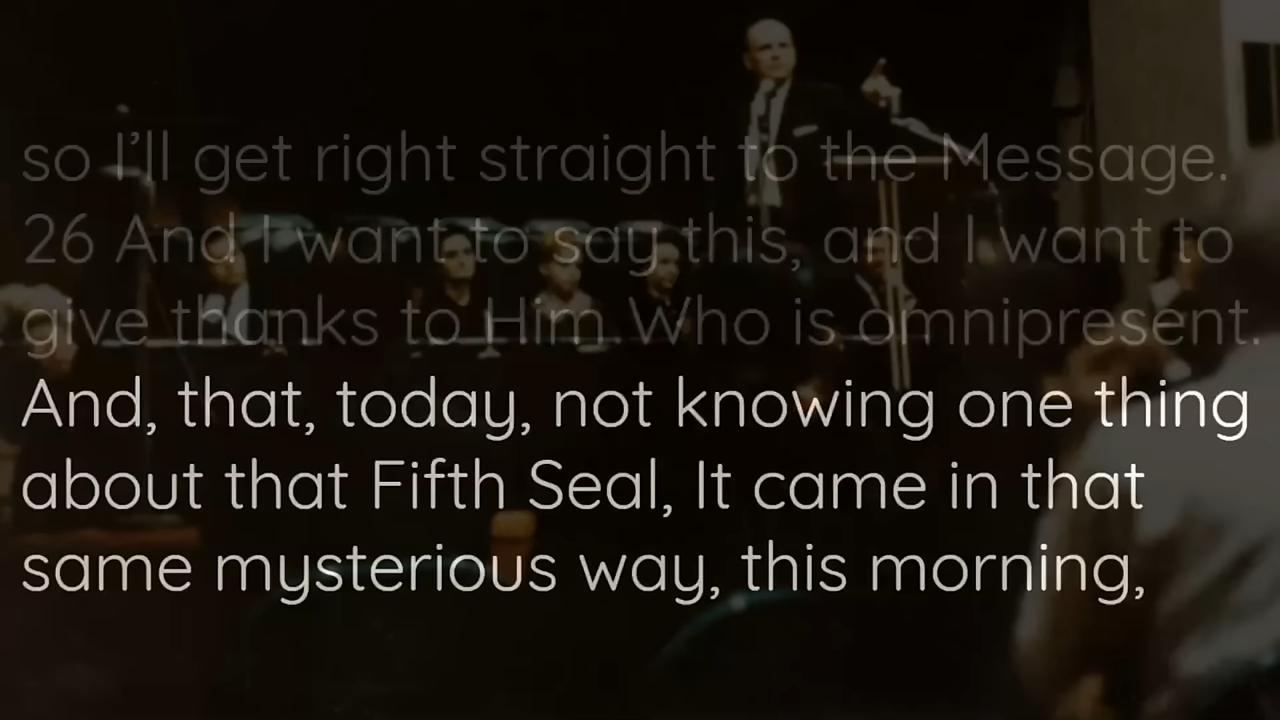 so I’ll get right straight to the Message.
26 And I want to say this, and I want to
give thanks to Him Who is omnipresent.
And, that, today, not knowing one thing
about that Fifth Seal, It came in that
same mysterious way, this morning,